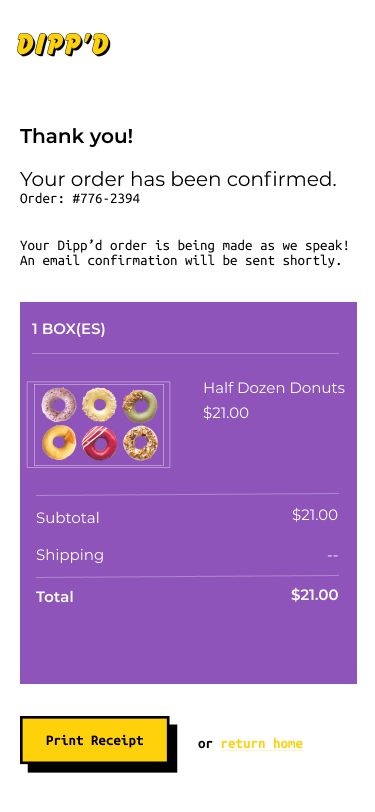 DIPP'D
Thank you!
Your order has been confirmed.
Order: #776-2394
Your Dipp’d order is being made as we speak!
An email confirmation will be sent shortly.
1 BOX(ES)
Half Dozen Donuts
$21.00
Subtotal $21.00
Shipping --
Total $21.00
Print Receipt or return home